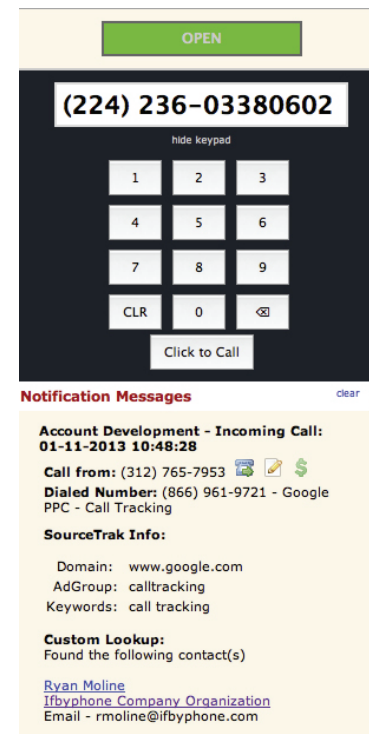 OPEN
(224) 236-03380602
hide keypad
1 2 3
4 5 6
7 8 9
CLR 0
Click to Call
Notification Messages clear
Account Development - Incoming Call:
01-11-2013 10:48:28
Call from: (312) 765-7953
Dialed Number: (866) 961-9721 - Google
PPC - Call Tracking
SourceTrak Info:
Domain: www.google.com
AdGroup: calltracking
Keywords: call tracking
Custom Lookup:
Found the following contact(s)
Ryan Moline
Ifbyphone Company Organization
Email - rmoline@ifbyphone.com